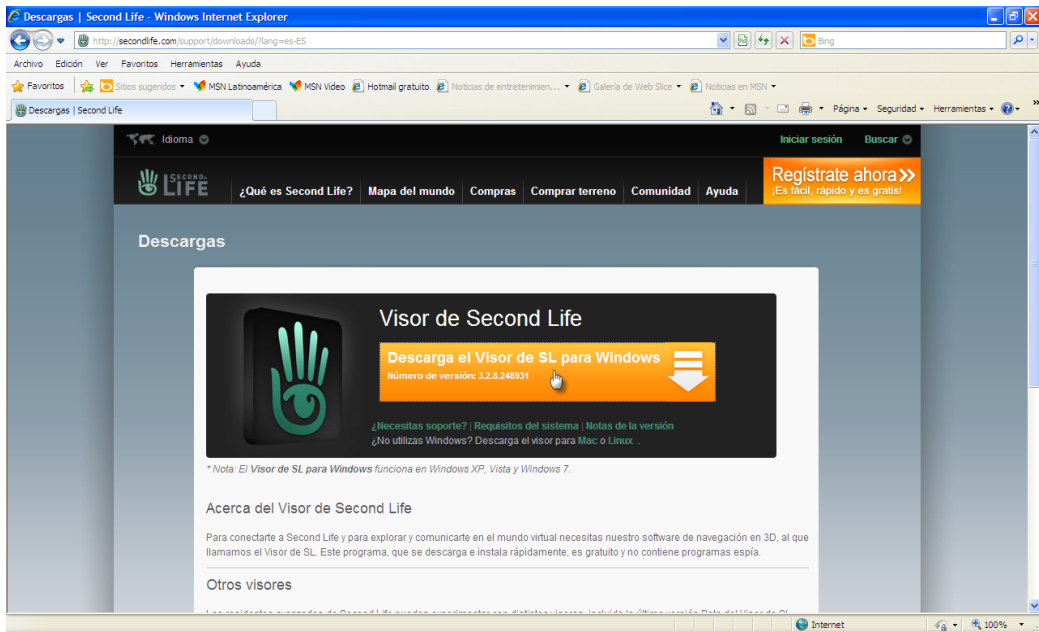 Descargas | Second Life - Windows Internet Explorer
http://secondlife.com/support/downloads/?lang=es-ES
Bing
Archivo Edición Ver Favoritos Herramientas Ayuda
Favoritos Sitios sugeridos MSN Latinoamérica MSN Video Hotmail gratuito Noticias de entretenimien... Galería de Web Slice Noticias en MSN
Descargas | Second Life
Página Seguridad Herramientas »
Idioma
Iniciar sesión Buscar
SECOND LIFE
¿Qué es Second Life? Mapa del mundo Compras Comprar terreno Comunidad Ayuda
Regístrate ahora
¡Es fácil, rápido y es gratis!
Descargas
Visor de Second Life
Descarga el Visor de SL para Windows
Número de versión: 3.2.8.248931
¿Necesitas soporte? | Requisitos del sistema | Notas de la versión
¿No utilizas Windows? Descarga el visor para Mac o Linux .
* Nota: El Visor de SL para Windows funciona en Windows XP, Vista y Windows 7.
Acerca del Visor de Second Life
Para conectarte a Second Life y para explorar y comunicarte en el mundo virtual necesitas nuestro software de navegación en 3D, al que
llamamos el Visor de SL. Este programa, que se descarga e instala rápidamente, es gratuito y no contiene programas espía.
Otros visores
Internet 100%